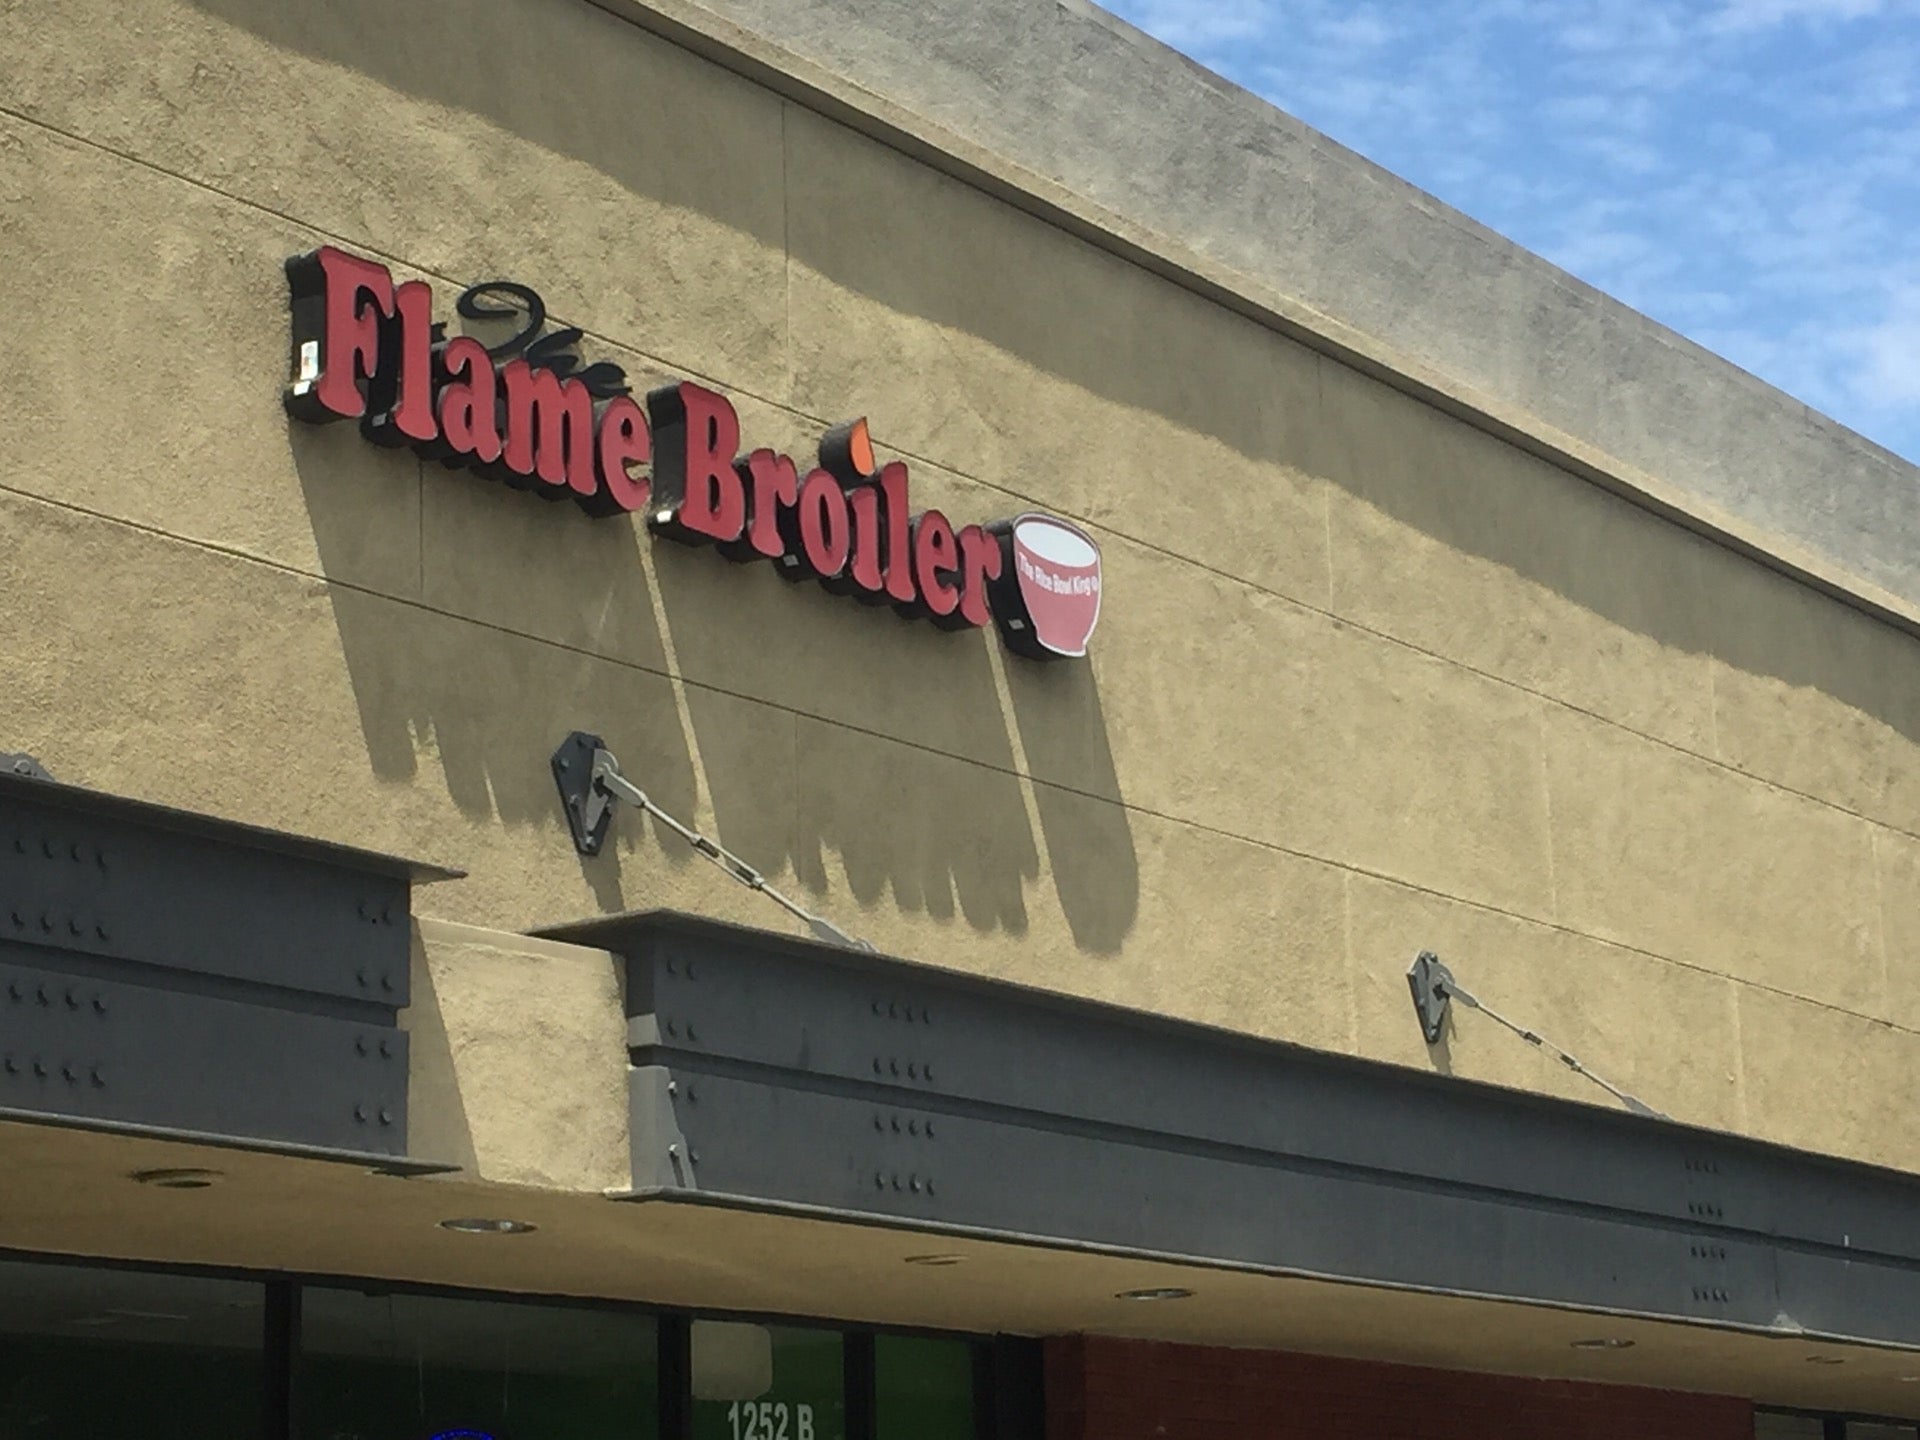 The
Flame Broiler
The Rice Bowl King®
1252 B